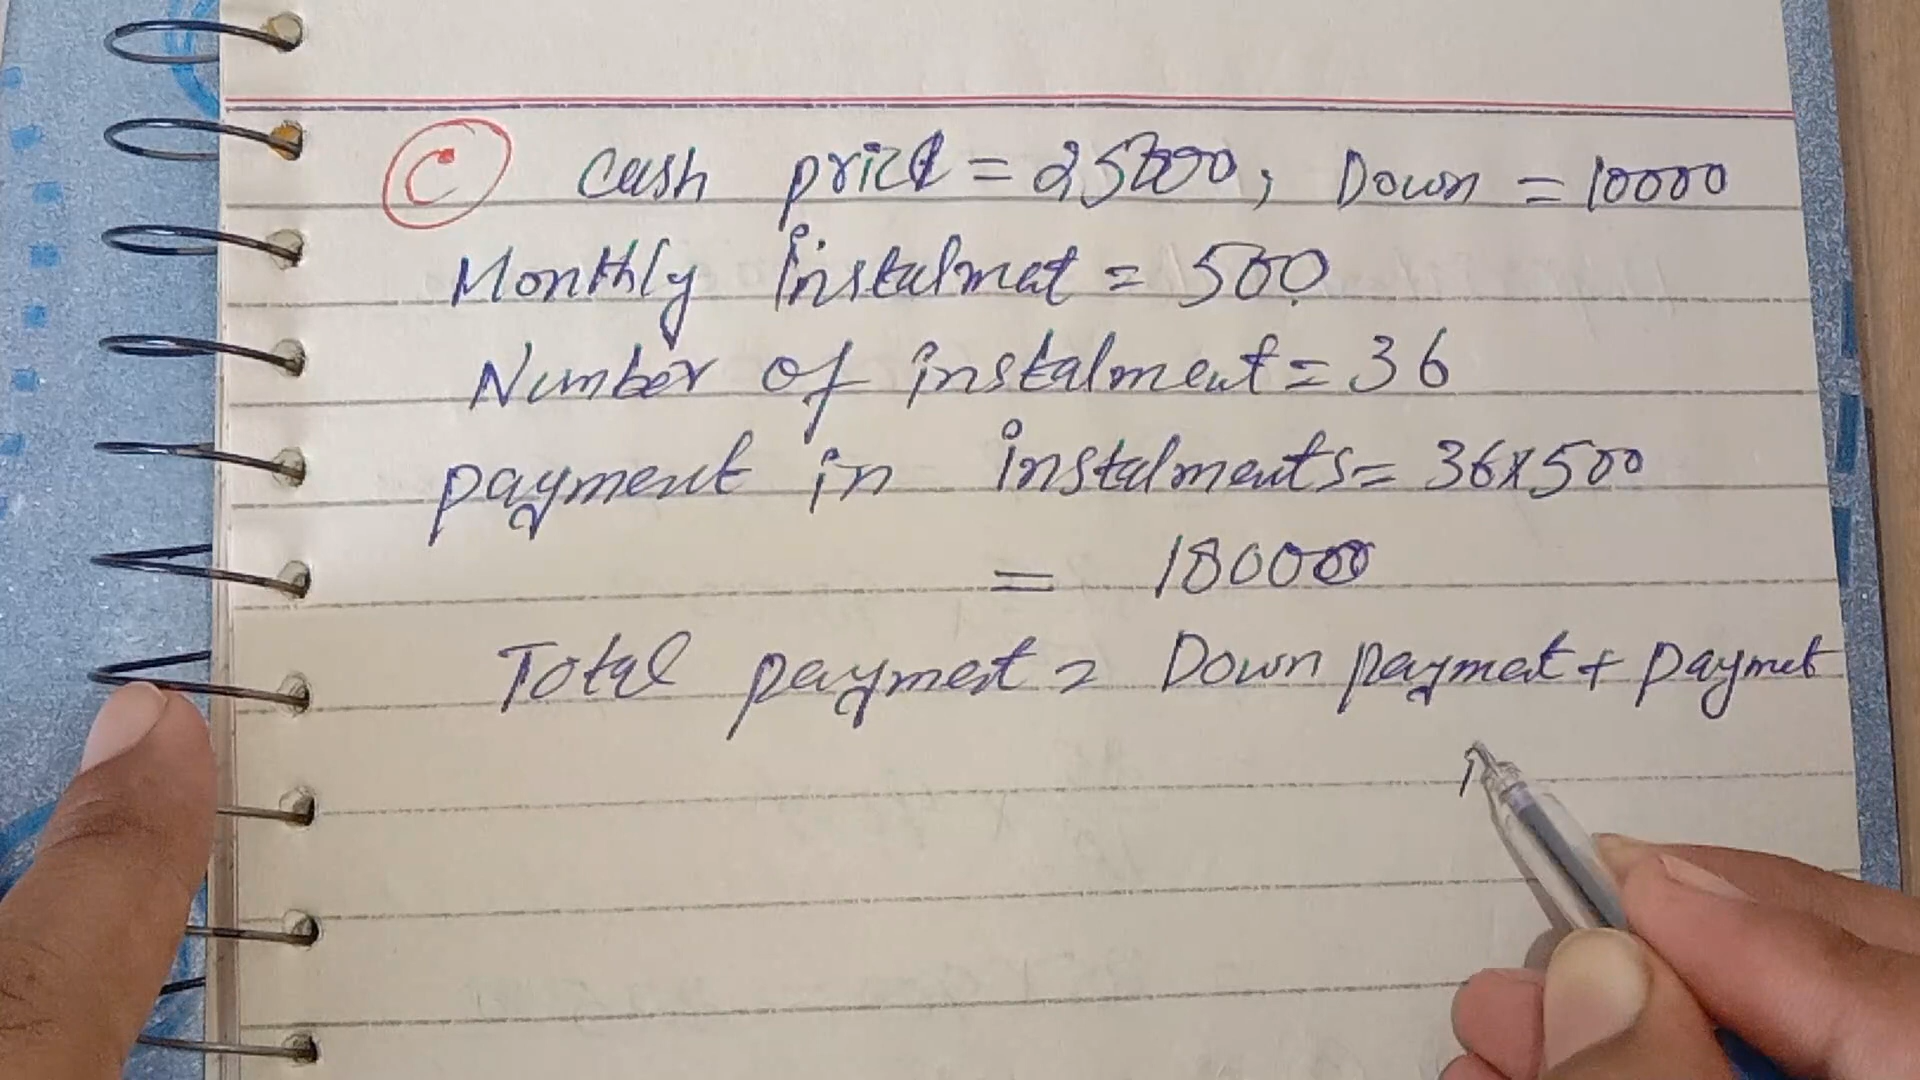 C Cash price = 25000; Down = 10000
Monthly instalmet = 500
Number of instalment = 36
payment in instalments = 36x500
= 18000
Total paymet = Down paymet + paymet